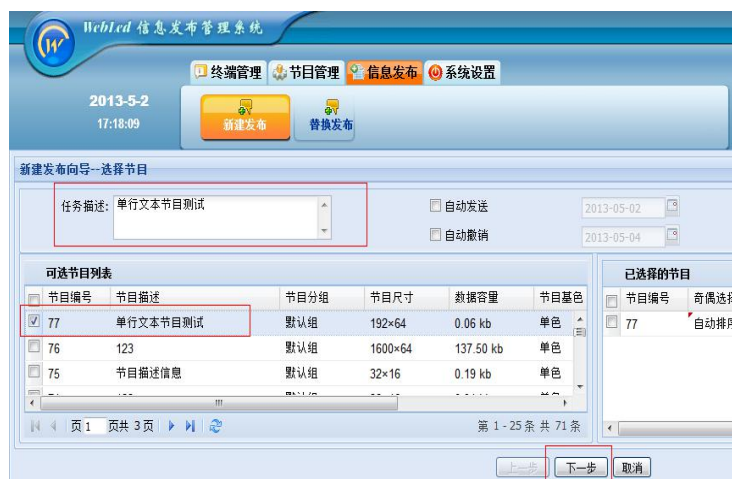 WebLed 信息发布管理系统
终端管理 节目管理 信息发布 系统设置
2013-5-2
17:18:09
新建发布 替换发布
新建发布向导--选择节目
任务描述: 单行文本节目测试
自动发送 2013-05-02
自动撤销 2013-05-04
可选节目列表
节目编号 节目描述 节目分组 节目尺寸 数据容量 节目基色
77 单行文本节目测试 默认组 192×64 0.06 kb 单色
76 123 默认组 1600×64 137.50 kb 单色
75 节目描述信息 默认组 32×16 0.19 kb 单色
页 1 页共 3 页 第 1 - 25 条 共 71 条
已选择的节目
节目编号 奇偶选择
77 自动排序
上一步 下一步 取消